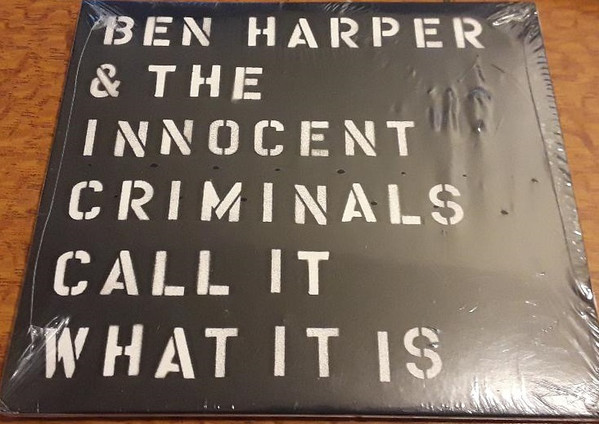 BEN HARPER
& THE
INNOCENT
CRIMINALS
CALL IT
WHAT IT IS